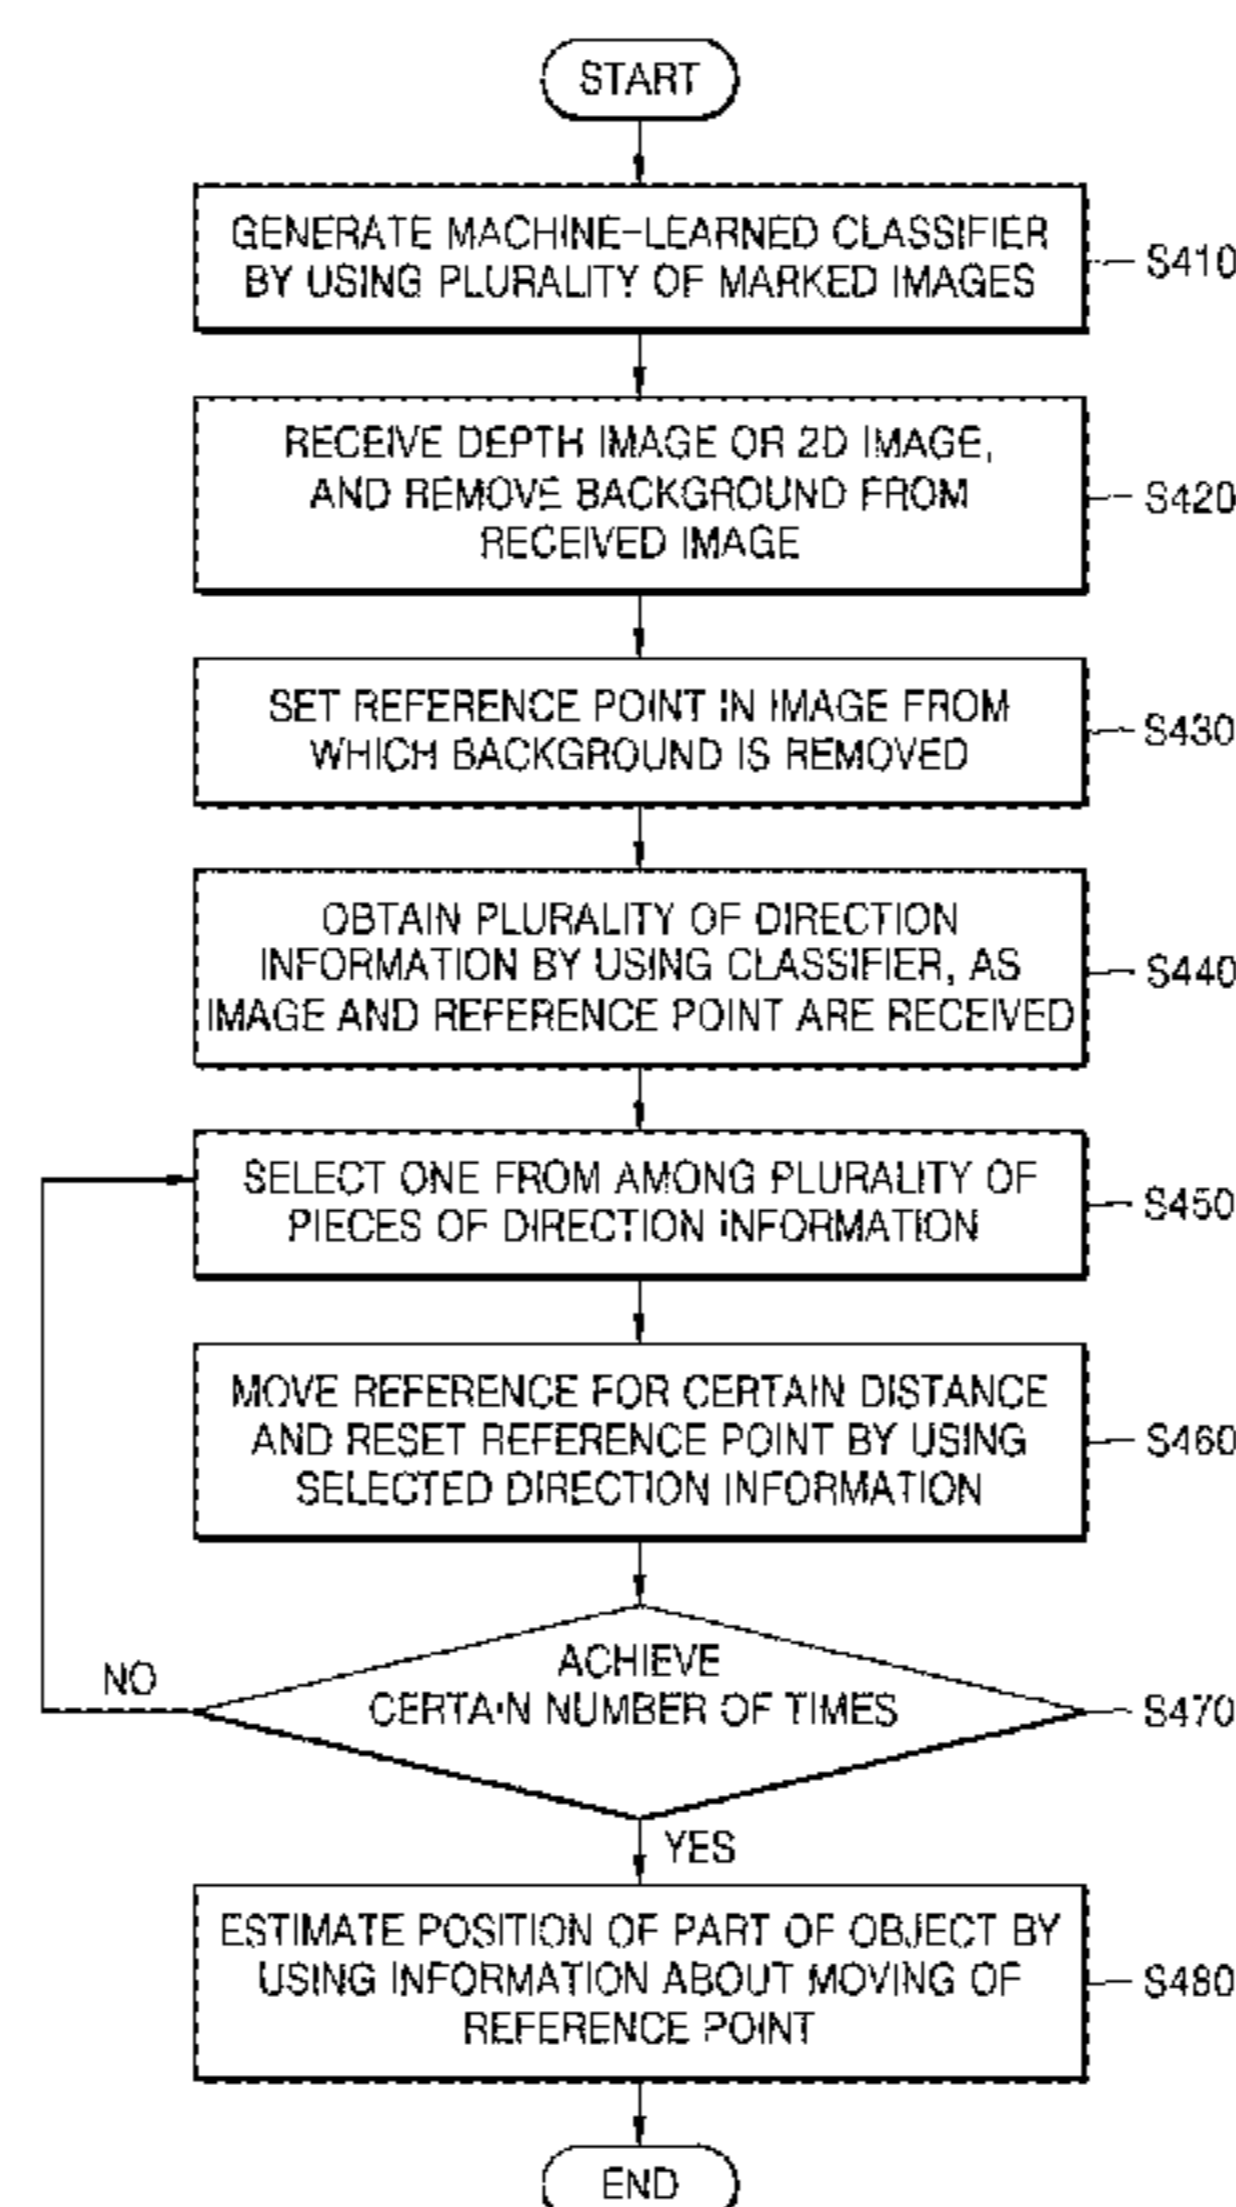 START
GENERATE MACHINE-LEARNED CLASSIFIER
BY USING PLURALITY OF MARKED IMAGES
S410
RECEIVE DEPTH IMAGE OR 2D IMAGE,
AND REMOVE BACKGROUND FROM
RECEIVED IMAGE
S420
SET REFERENCE POINT IN IMAGE FROM
WHICH BACKGROUND IS REMOVED
S430
OBTAIN PLURALITY OF DIRECTION
INFORMATION BY USING CLASSIFIER, AS
IMAGE AND REFERENCE POINT ARE RECEIVED
S440
SELECT ONE FROM AMONG PLURALITY OF
PIECES OF DIRECTION INFORMATION
S450
MOVE REFERENCE FOR CERTAIN DISTANCE
AND RESET REFERENCE POINT BY USING
SELECTED DIRECTION INFORMATION
S460
ACHIEVE
CERTAIN NUMBER OF TIMES
S470
NO
YES
ESTIMATE POSITION OF PART OF OBJECT BY
USING INFORMATION ABOUT MOVING OF
REFERENCE POINT
S480
END